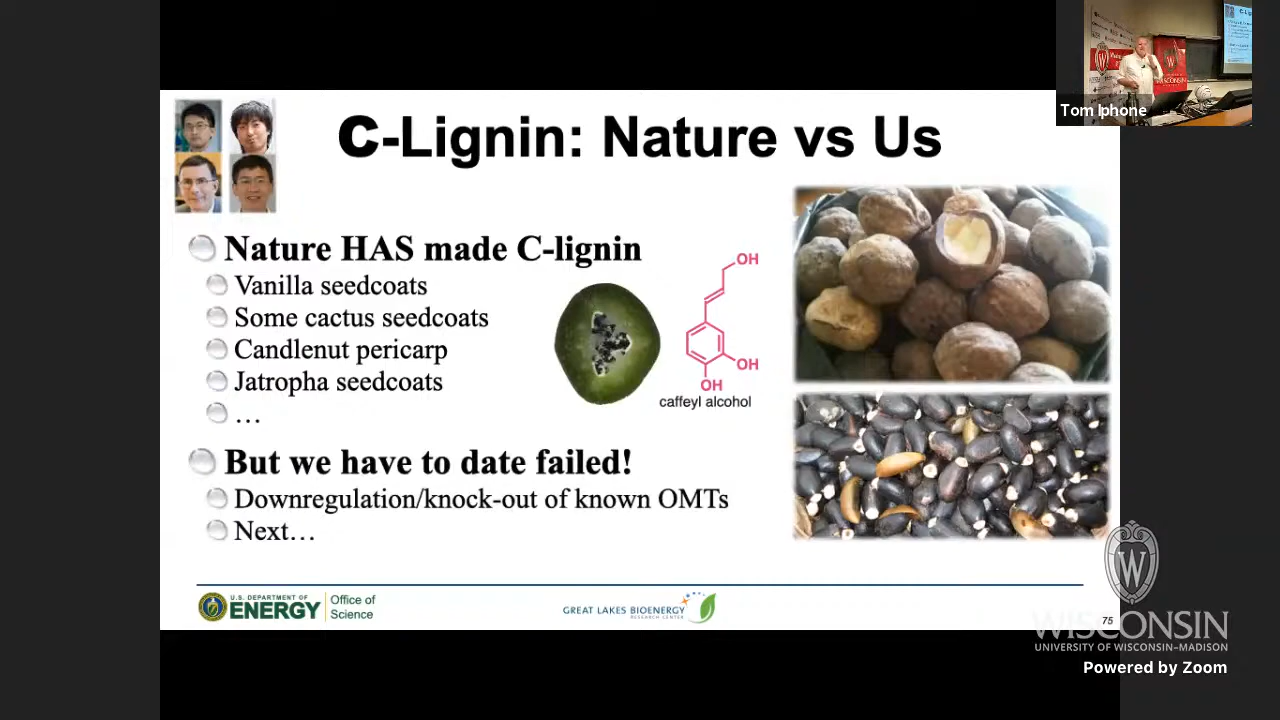 C-Lignin: Nature vs Us
Nature HAS made C-lignin
Vanilla seedcoats
Some cactus seedcoats
Candlenut pericarp
Jatropha seedcoats
…
OH
OH
OH
caffeyl alcohol
But we have to date failed!
Downregulation/knock-out of known OMTs
Next…
U.S. DEPARTMENT OF
ENERGY
Office of
Science
GREAT LAKES BIOENERGY
RESEARCH CENTER
75
Tom Iphone
W
WISCONSIN
UNIVERSITY OF WISCONSIN–MADISON
Powered by Zoom